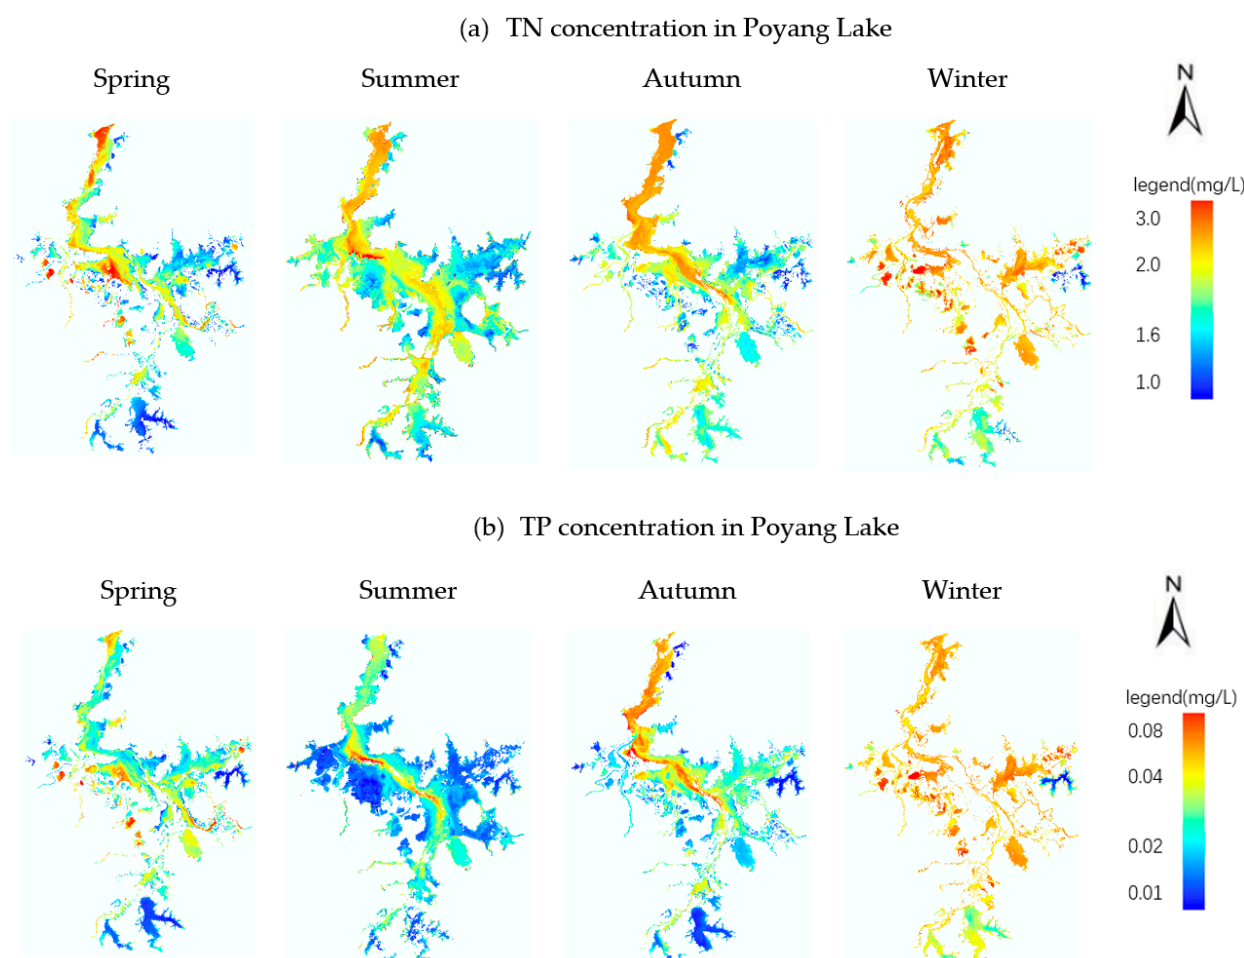 (a) TN concentration in Poyang Lake
Spring Summer Autumn Winter
N
legend(mg/L)
3.0
2.0
1.6
1.0
(b) TP concentration in Poyang Lake
Spring Summer Autumn Winter
N
legend(mg/L)
0.08
0.04
0.02
0.01